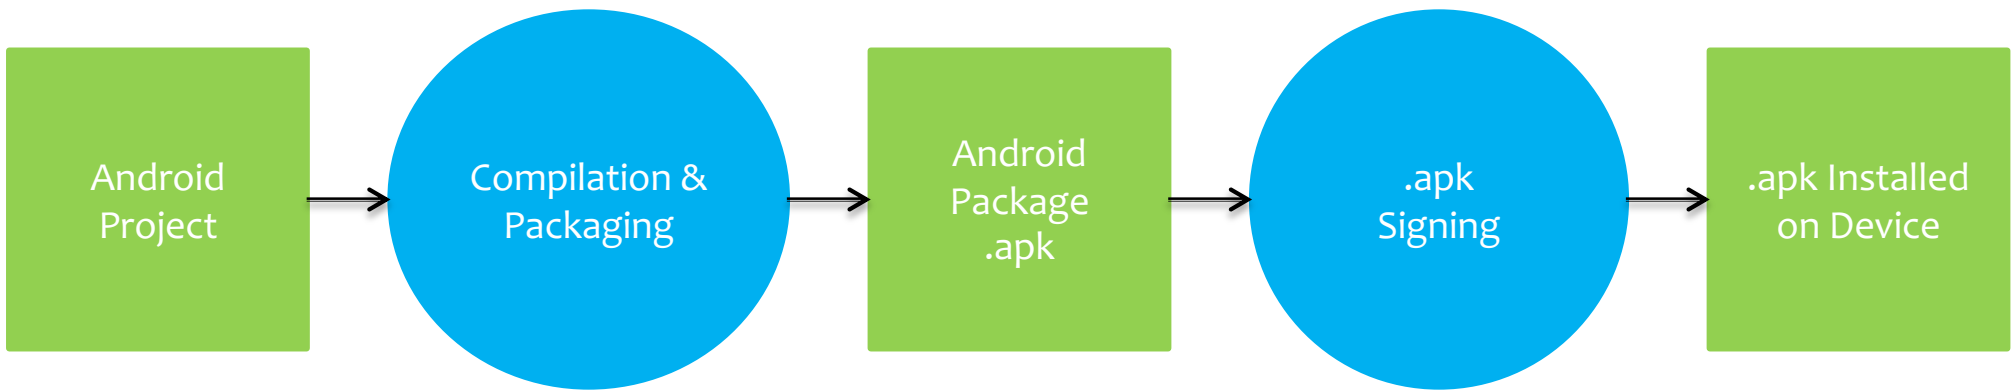 Android
Project
Compilation &
Packaging
Android
Package
.apk
.apk
Signing
.apk Installed
on Device